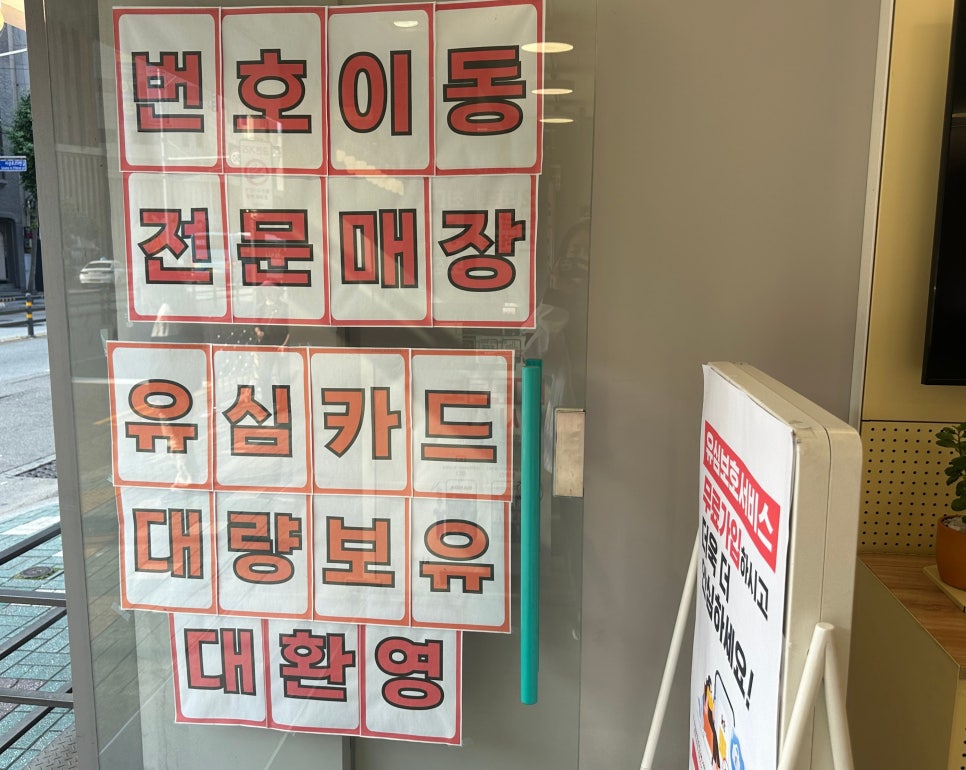 번호이동
전문매장
유심카드
대량보유
대환영
유심보호서비스
무료가입하시고
더욱 더
안심하세요!